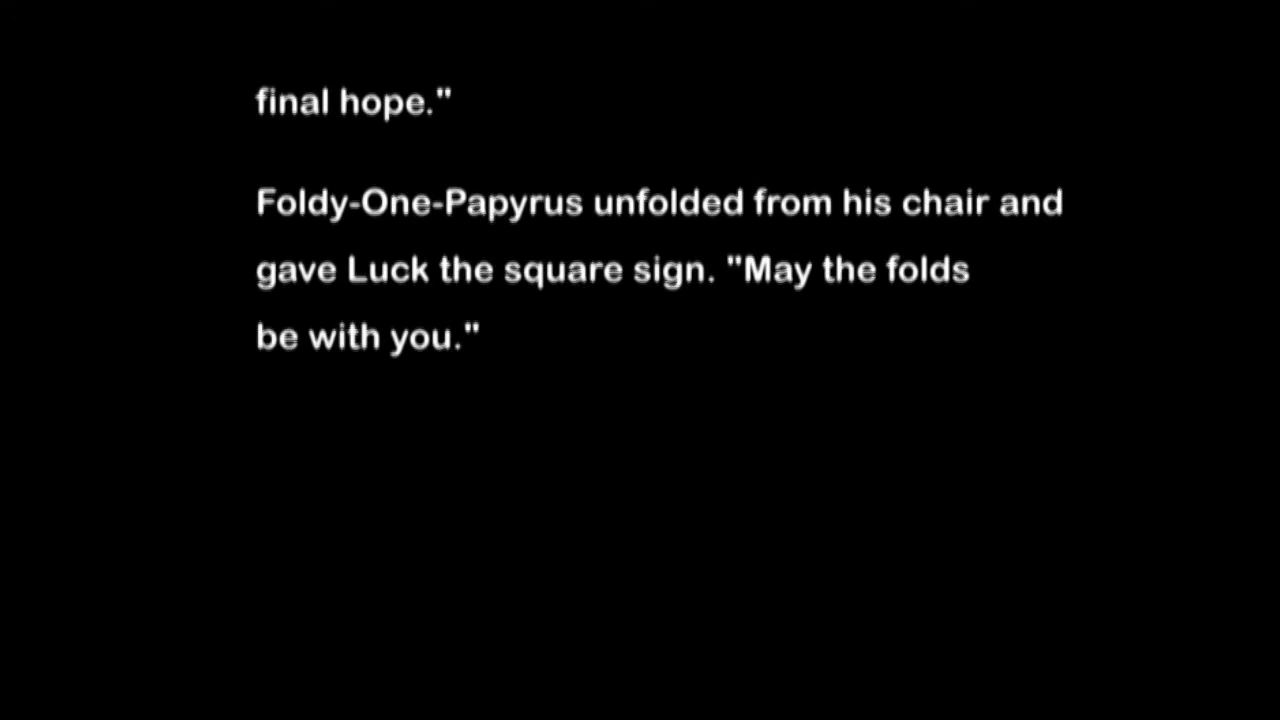 final hope."
Foldy-One-Papyrus unfolded from his chair and
gave Luck the square sign. "May the folds
be with you."